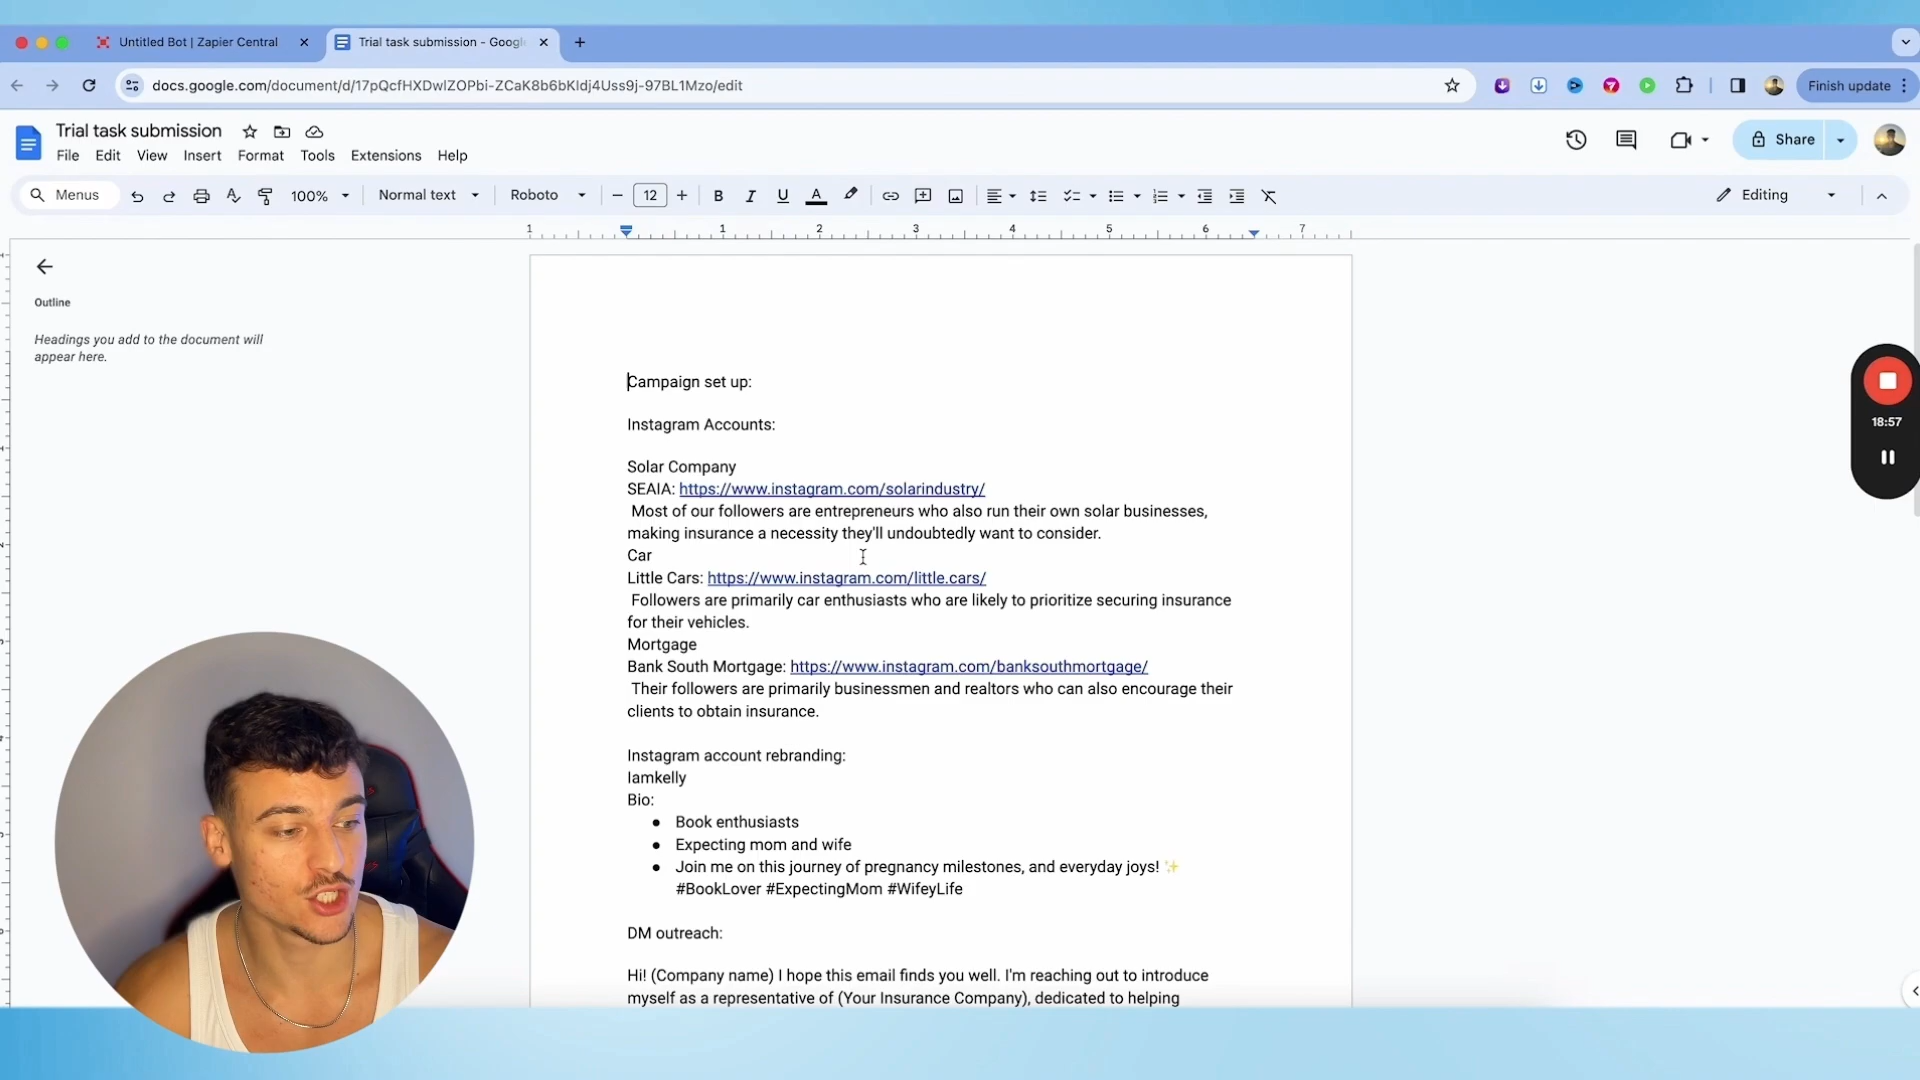 Untitled Bot | Zapier Central
Trial task submission - Googl
docs.google.com/document/d/17pQcfHXDwlZOPbi-ZCaK8b6bKldj4Uss9j-97BL1Mzo/edit
Finish update
Trial task submission
File Edit View Insert Format Tools Extensions Help
Share
Menus 100% Normal text Roboto 12 Editing
1 1 2 3 4 5 6 7
Outline
Headings you add to the document will
appear here.
Campaign set up:
Instagram Accounts:
Solar Company
SEAIA: https://www.instagram.com/solarindustry/
Most of our followers are entrepreneurs who also run their own solar businesses,
making insurance a necessity they'll undoubtedly want to consider.
Car
Little Cars: https://www.instagram.com/little.cars/
Followers are primarily car enthusiasts who are likely to prioritize securing insurance
for their vehicles.
Mortgage
Bank South Mortgage: https://www.instagram.com/banksouthmortgage/
Their followers are primarily businessmen and realtors who can also encourage their
clients to obtain insurance.
Instagram account rebranding:
Iamkelly
Bio:
● Book enthusiasts
● Expecting mom and wife
● Join me on this journey of pregnancy milestones, and everyday joys! ✨
#BookLover #ExpectingMom #WifeyLife
DM outreach:
Hi! (Company name) I hope this email finds you well. I'm reaching out to introduce
myself as a representative of (Your Insurance Company), dedicated to helping
18:57